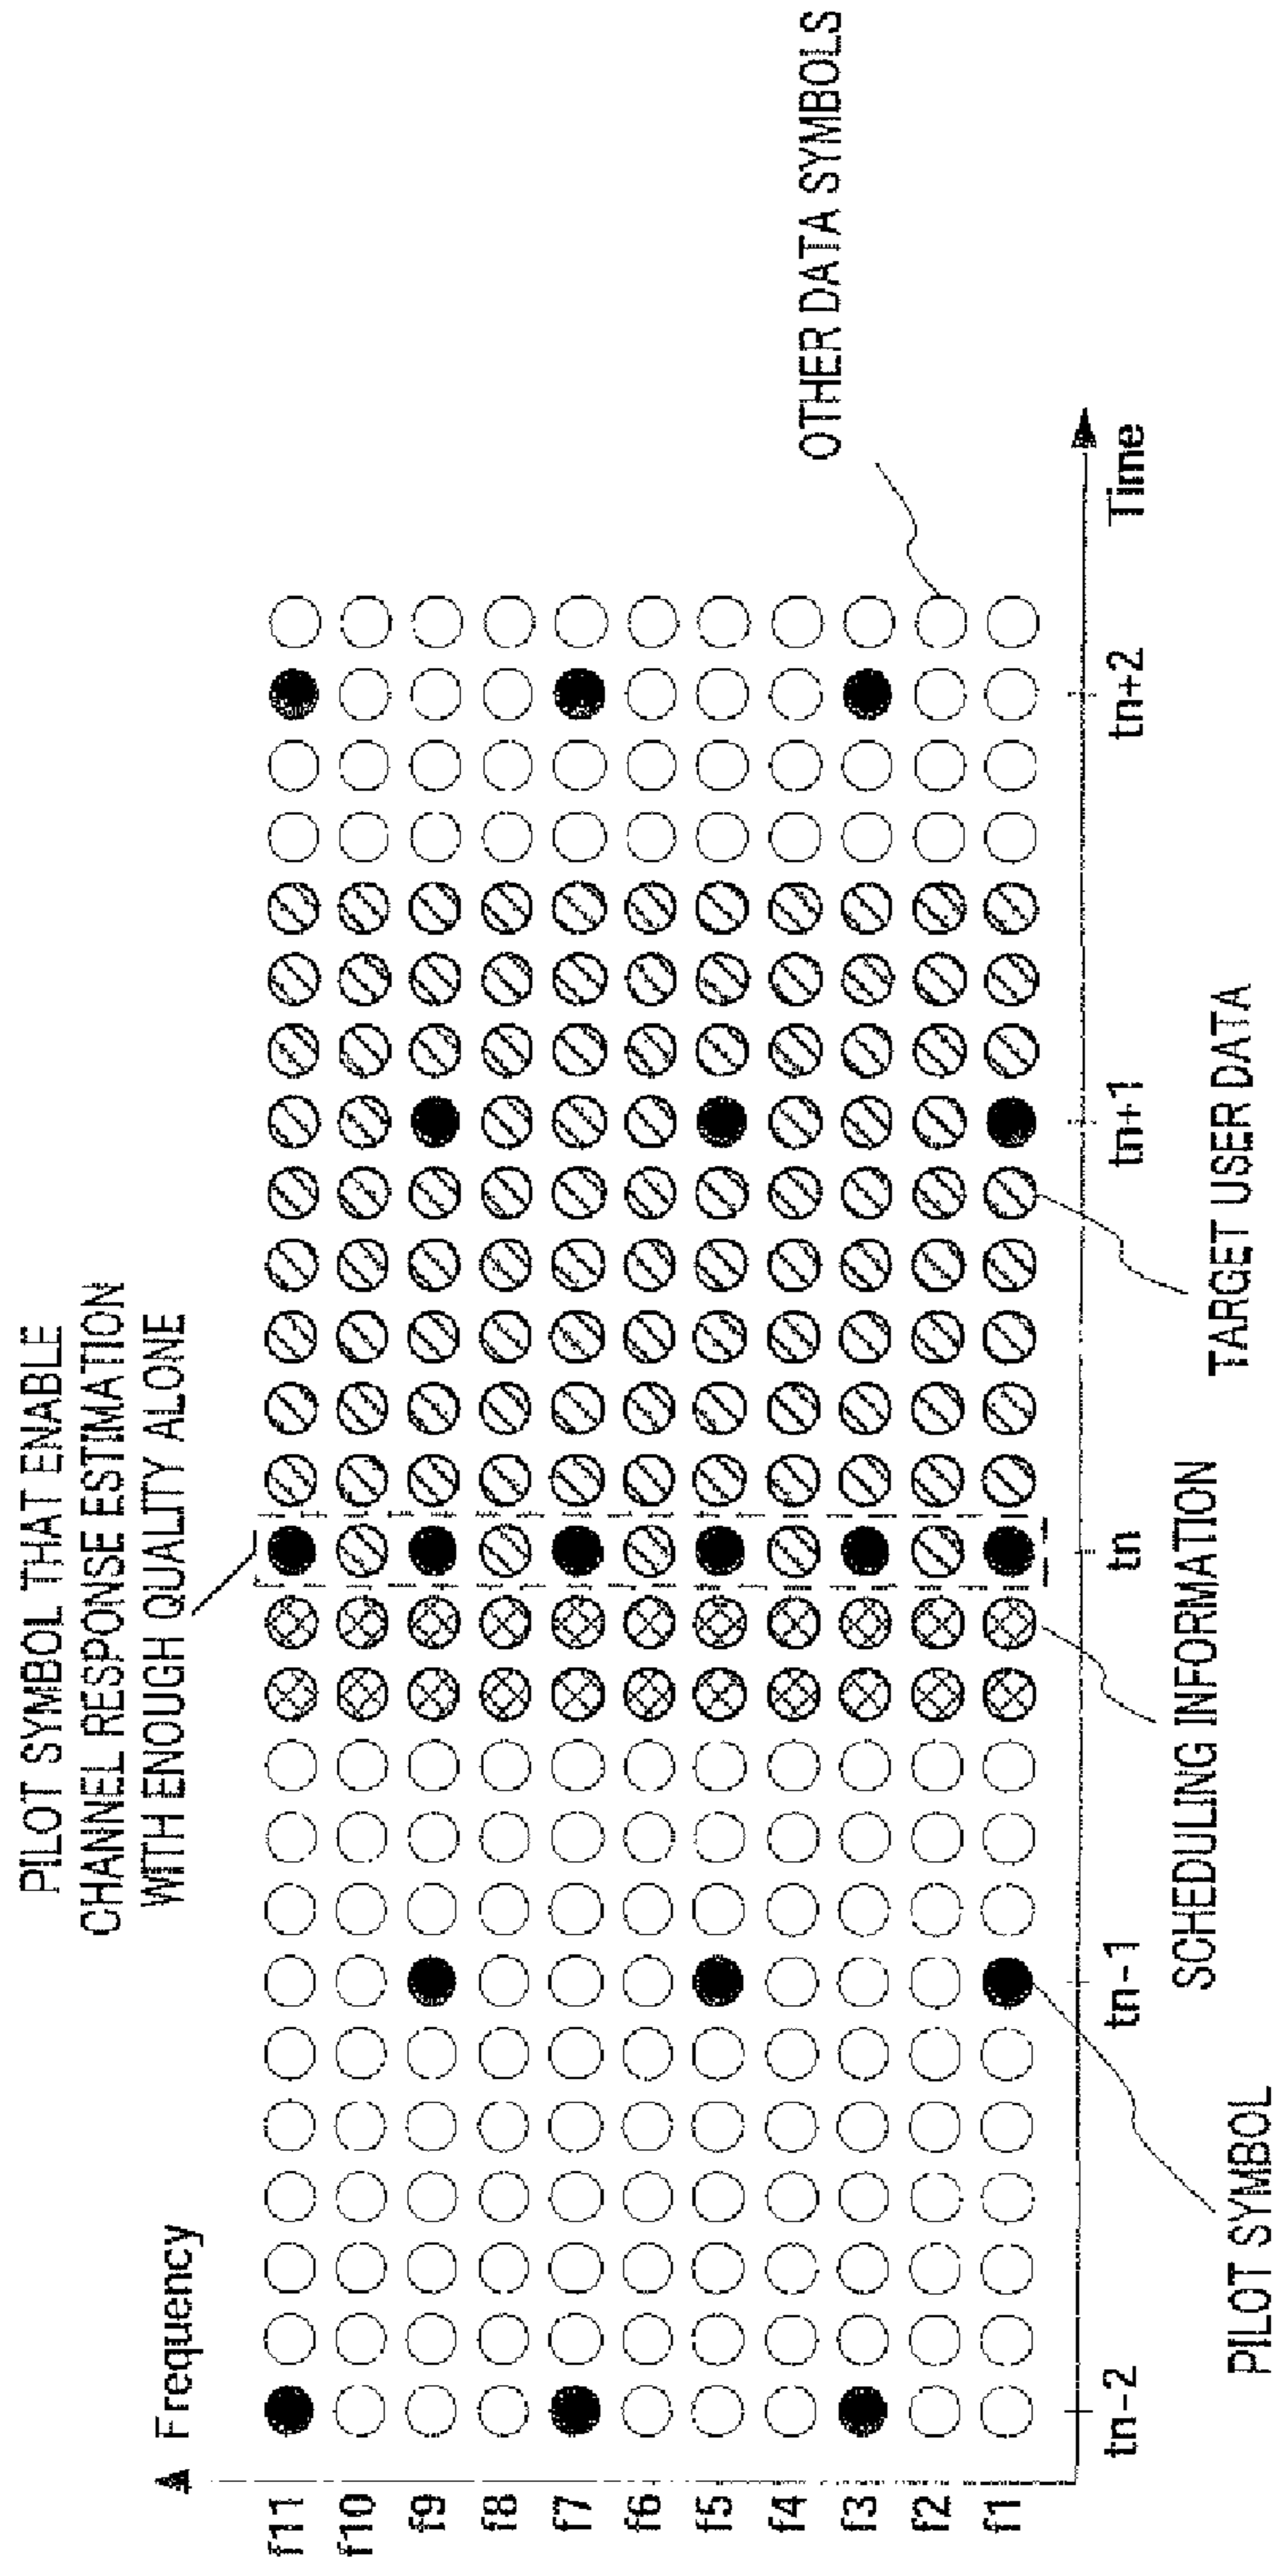 PILOT SYMBOL THAT ENABLE
CHANNEL RESPONSE ESTIMATION
WITH ENOUGH QUALITY ALONE
Frequency
f11
f10
f9
f8
f7
f6
f5
f4
f3
f2
f1
OTHER DATA SYMBOLS
Time
tn-2
tn-1
tn
tn+1
tn+2
PILOT SYMBOL
SCHEDULING INFORMATION
TARGET USER DATA